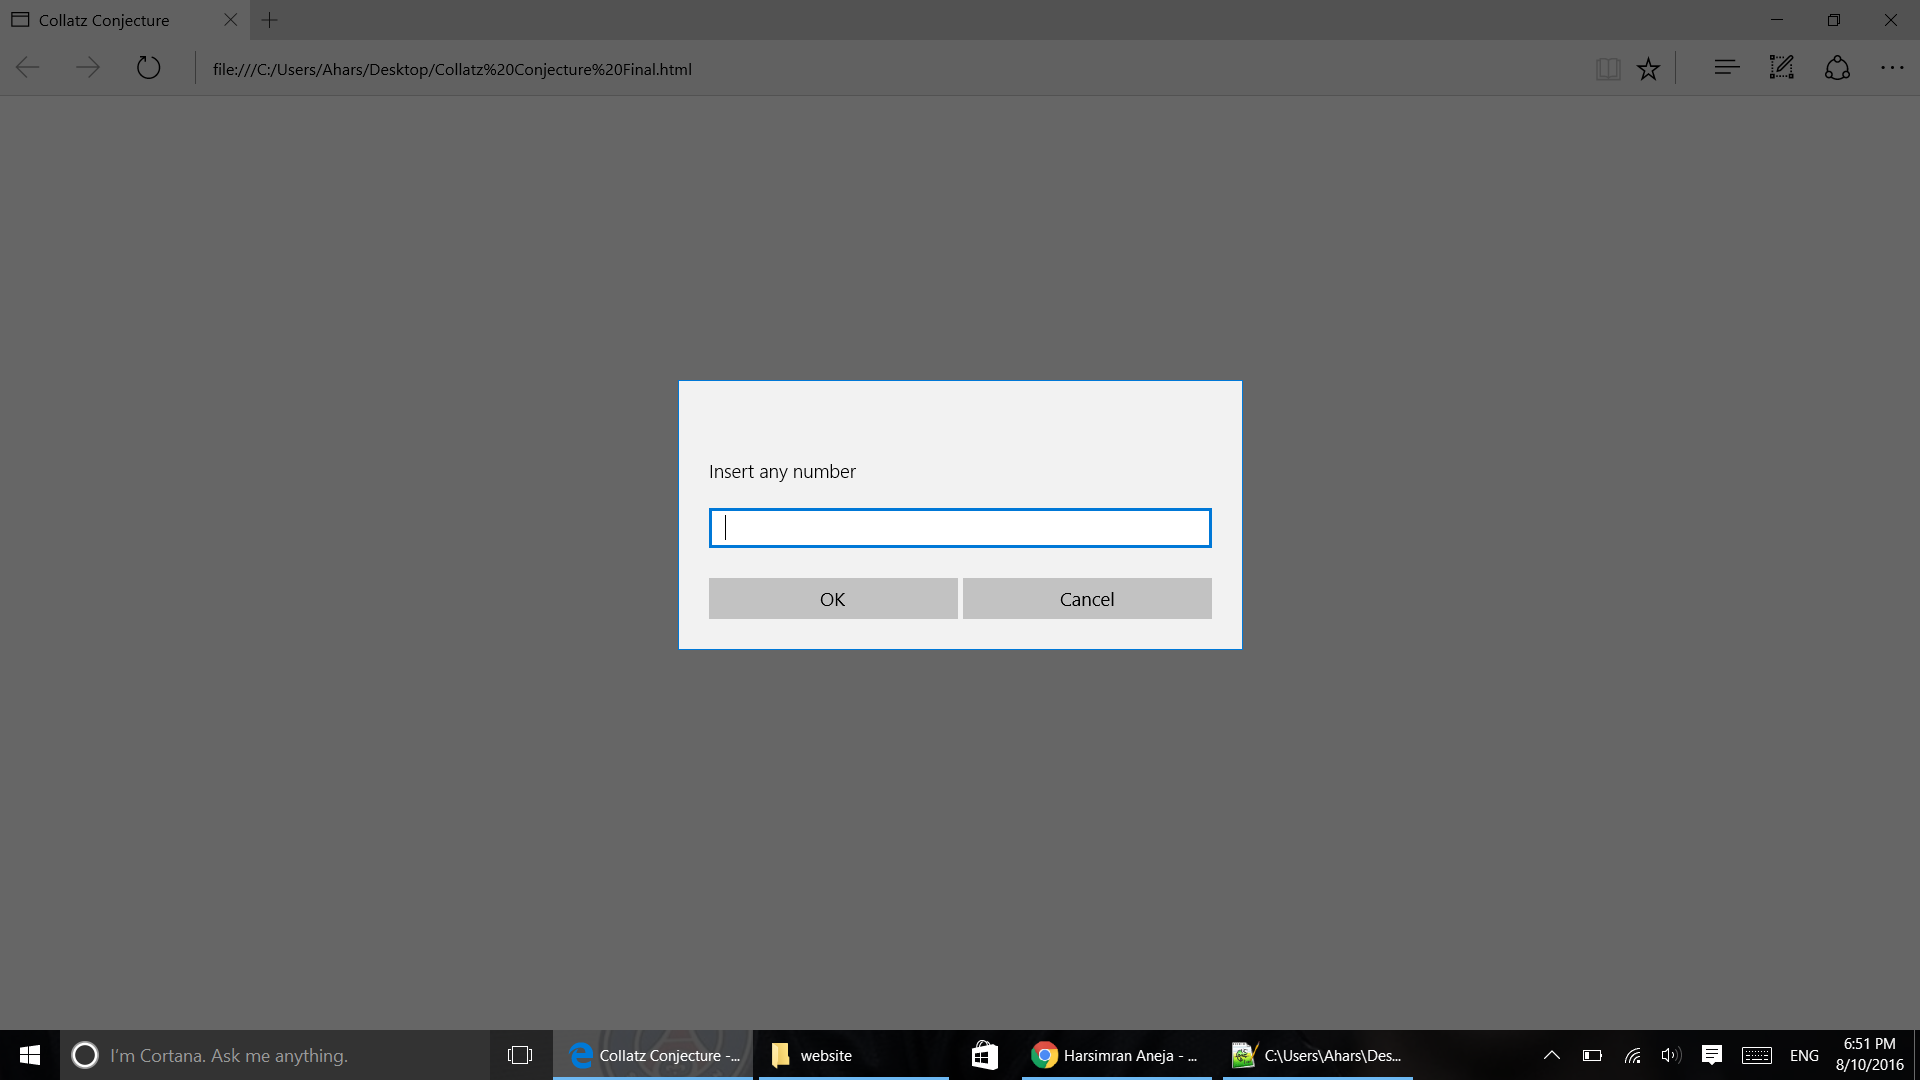 Collatz Conjecture
file:///C:/Users/Ahars/Desktop/Collatz%20Conjecture%20Final.html
Insert any number
OK
Cancel
I'm Cortana. Ask me anything.
Collatz Conjecture -...
website
Harsimran Aneja - ...
C:\Users\Ahars\Des...
ENG
6:51 PM
8/10/2016